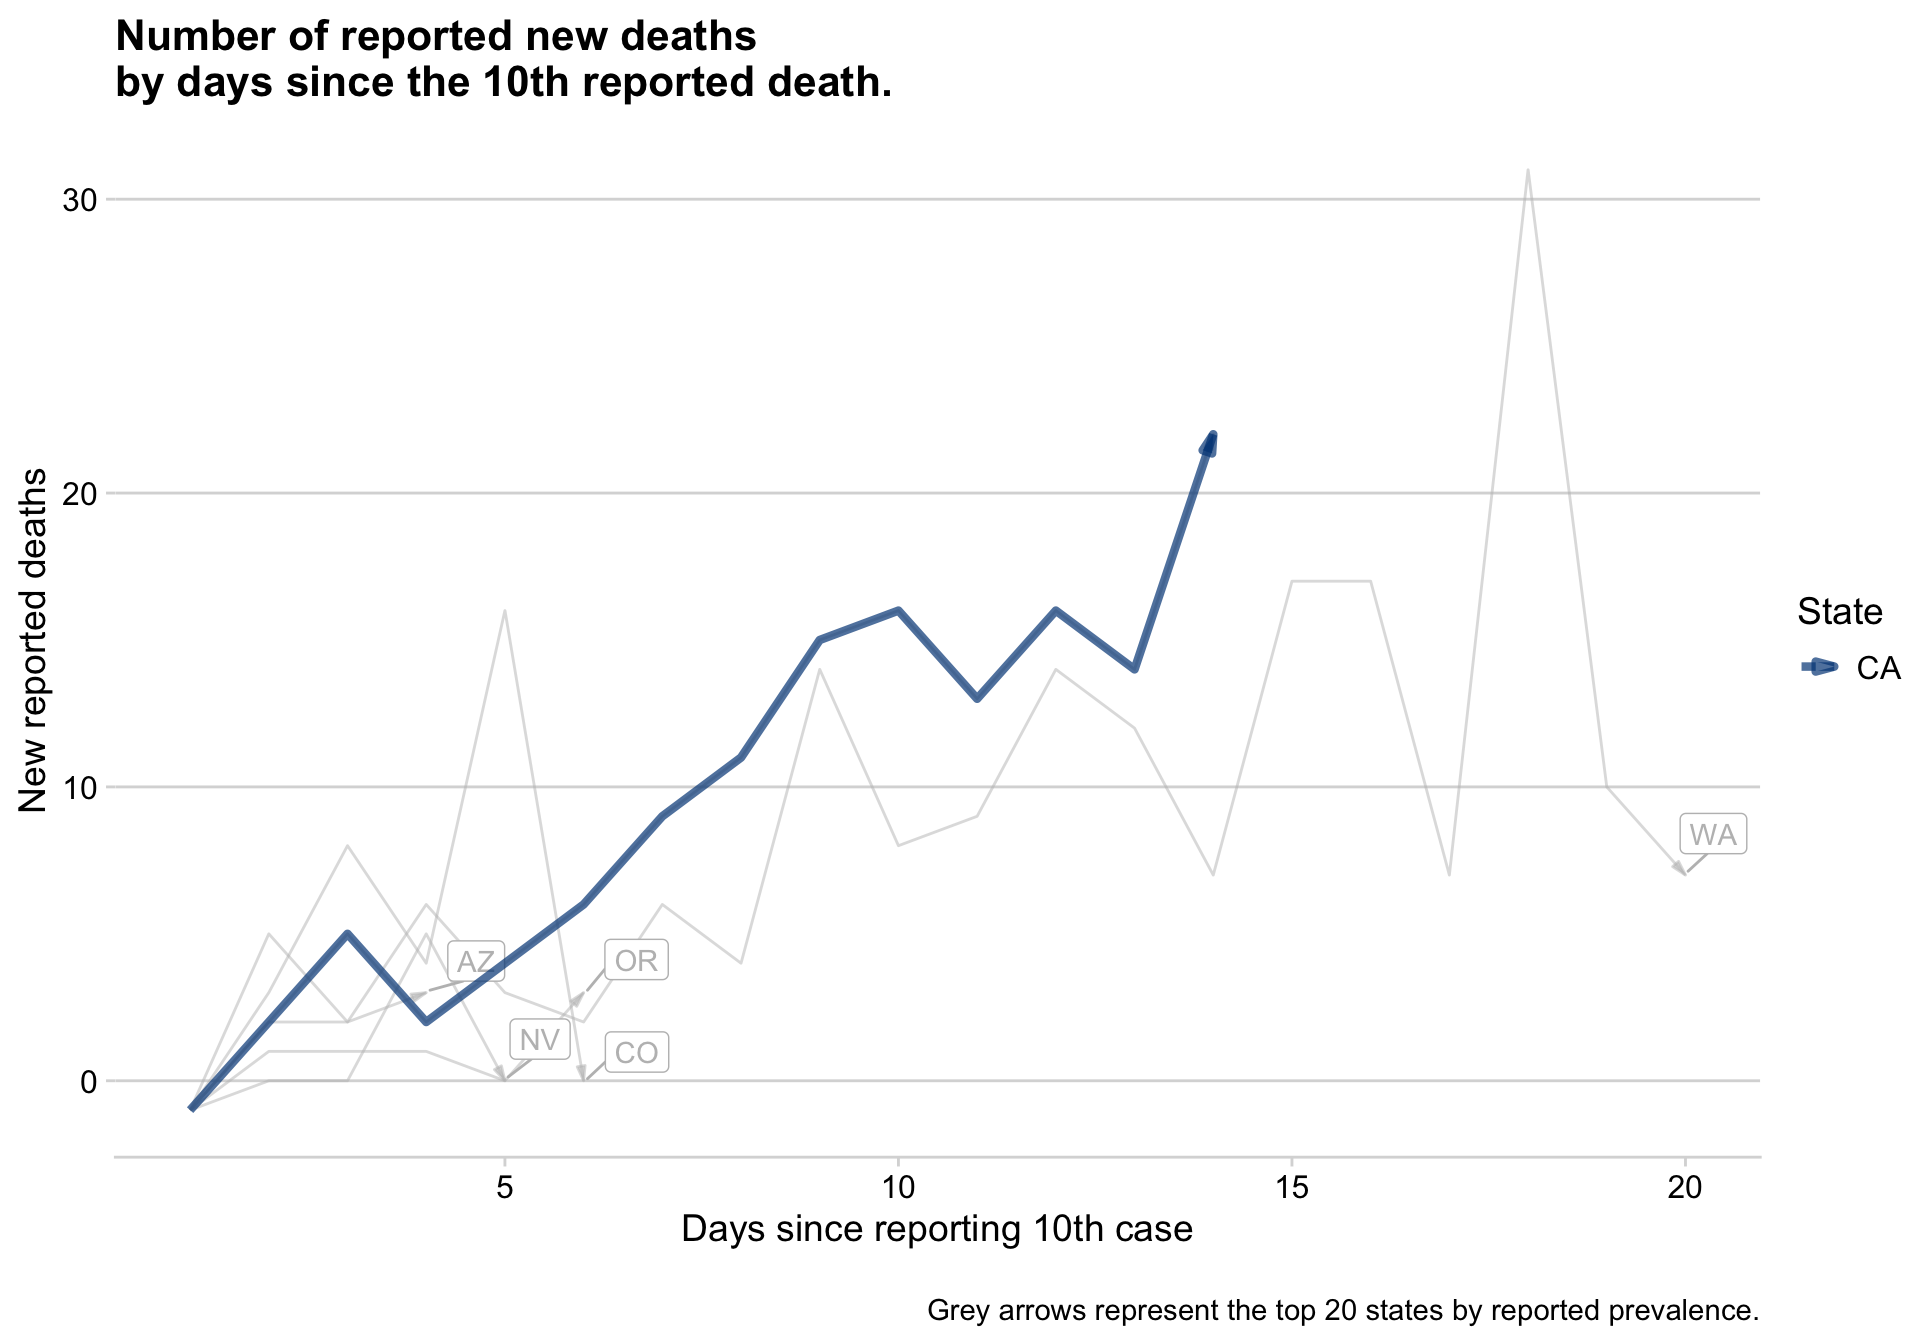 Number of reported new deaths
by days since the 10th reported death.
30
20
10
0
New reported deaths
AZ
OR
NV
CO
WA
State
CA
5
10
15
20
Days since reporting 10th case
Grey arrows represent the top 20 states by reported prevalence.